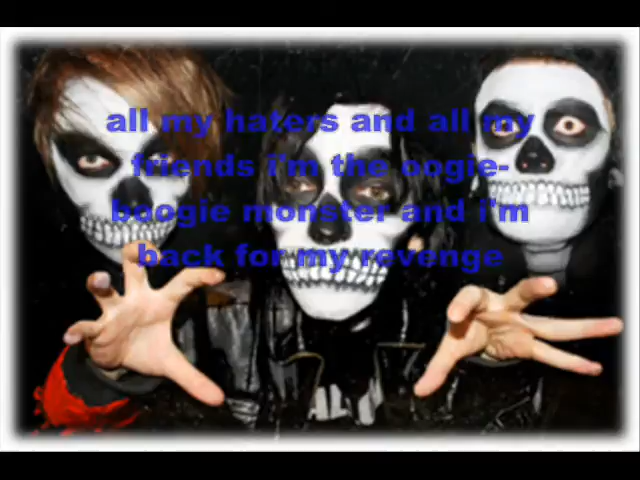 all my haters and all my
friends i'm the oogie-
boogie monster and i'm
back for my revenge